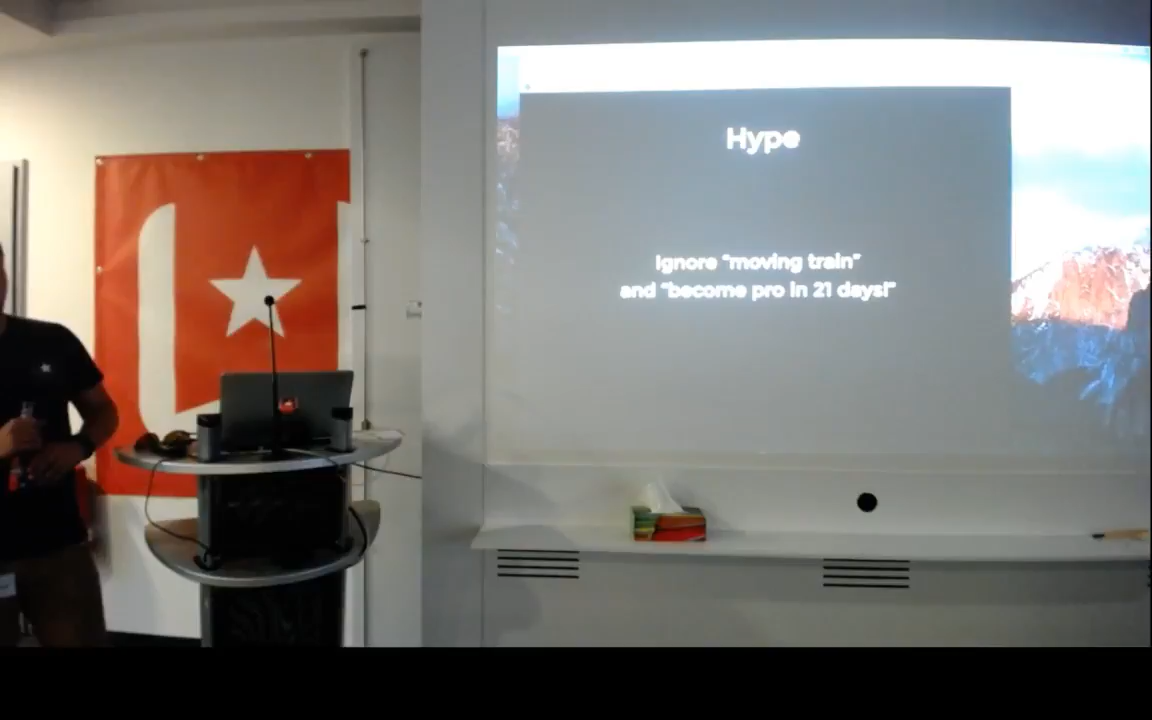 Hype
Ignore “moving train”
and “become pro in 21 days!”